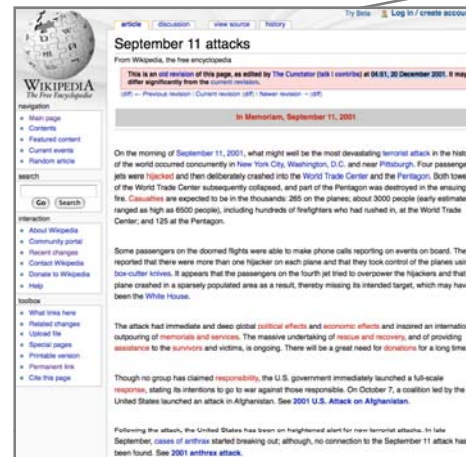 Try Beta Log in / create accou
article discussion view source history
September 11 attacks
From Wikipedia, the free encyclopedia
This is an old revision of this page, as edited by The Cunctator (talk | contribs) at 04:51, 20 December 2001. It may
differ significantly from the current revision.
(diff) ← Previous revision | Current revision (diff) | Newer revision → (diff)
In Memoriam, September 11, 2001
On the morning of September 11, 2001, what might well be the most devastating terrorist attack in the histo
of the world occurred concurrently in New York City, Washington, D.C. and near Pittsburgh. Four passenge
jets were hijacked and then deliberately crashed into the World Trade Center and the Pentagon. Both towe
of the World Trade Center subsequently collapsed, and part of the Pentagon was destroyed in the ensuing
fire. Casualties are expected to be in the thousands: 265 on the planes; about 3000 people (early estimate
ranged as high as 6500 people), including hundreds of firefighters who had rushed in, at the World Trade
Center; and 125 at the Pentagon.
Some passengers on the doomed flights were able to make phone calls reporting on events on board. The
reported that there were more than one hijacker on each plane and that they took control of the planes usin
box-cutter knives. It appears that the passengers on the fourth jet tried to overpower the hijackers and that
plane crashed in a sparsely populated area as a result, thereby missing its intended target, which may hav
been the White House.
The attack had immediate and deep global political effects and economic effects and inspired an internatio
outpouring of memorials and services. The massive undertaking of rescue and recovery, and of providing
assistance to the survivors and victims, is ongoing. There will be a great need for donations for a long time
Though no group has claimed responsibility, the U.S. government immediately launched a full-scale
response, stating its intentions to go to war against those responsible. On October 7, a coalition led by the
United States launched an attack in Afghanistan. See 2001 U.S. Attack on Afghanistan.
Following the attack, the United States has been on heightened alert for new terrorist attacks. In late
September, cases of anthrax started breaking out; although, no connection to the September 11 attack has
been found. See 2001 anthrax attack.
WIKIPEDIA
The Free Encyclopedia
navigation
Main page
Contents
Featured content
Current events
Random article
search
Go Search
interaction
About Wikipedia
Community portal
Recent changes
Contact Wikipedia
Donate to Wikipedia
Help
toolbox
What links here
Related changes
Upload file
Special pages
Printable version
Permanent link
Cite this page